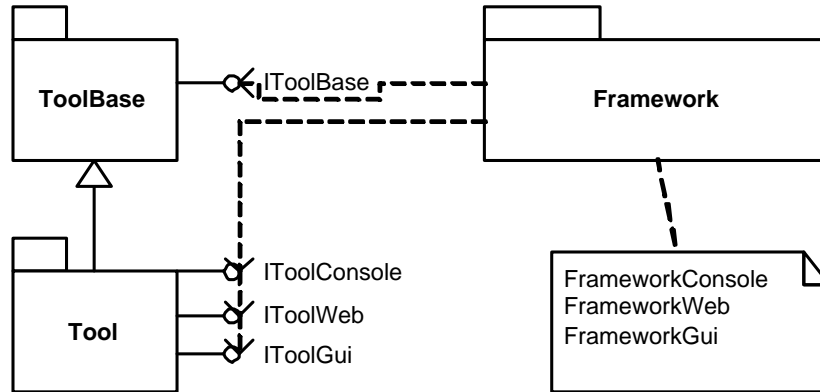 ToolBase
IToolBase
Framework
Tool
IToolConsole
IToolWeb
IToolGui
FrameworkConsole
FrameworkWeb
FrameworkGui